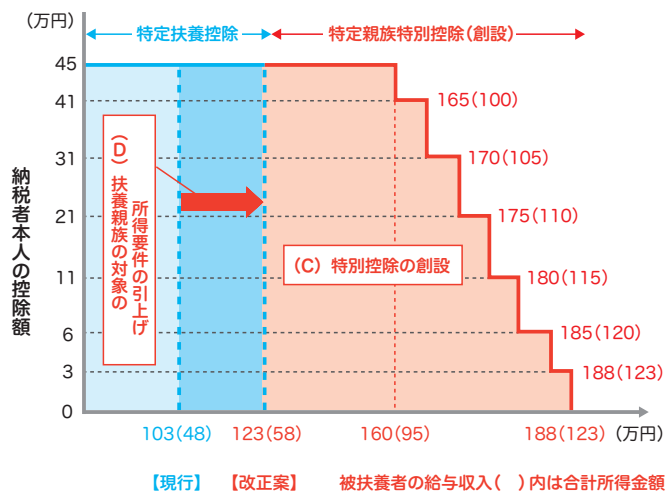 (万円)
特定扶養控除
特定親族特別控除(創設)
45
41
31
21
11
6
3
0
納税者本人の控除額
(D)扶養親族の対象の
所得要件の引上げ
(C)特別控除の創設
165(100)
170(105)
175(110)
180(115)
185(120)
188(123)
103(48)
123(58)
160(95)
188(123)
(万円)
【現行】
【改正案】
被扶養者の給与収入( )内は合計所得金額